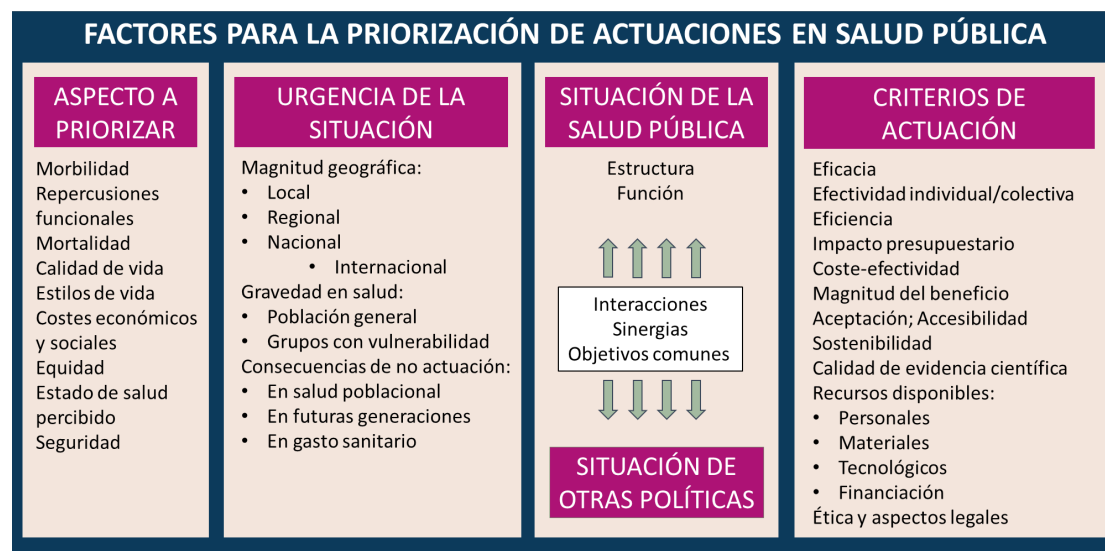 FACTORES PARA LA PRIORIZACIÓN DE ACTUACIONES EN SALUD PÚBLICA
ASPECTO A
PRIORIZAR
Morbilidad
Repercusiones
funcionales
Mortalidad
Calidad de vida
Estilos de vida
Costes económicos
y sociales
Equidad
Estado de salud
percibido
Seguridad
URGENCIA DE LA
SITUACIÓN
Magnitud geográfica:
• Local
• Regional
• Nacional
• Internacional
Gravedad en salud:
• Población general
• Grupos con vulnerabilidad
Consecuencias de no actuación:
• En salud poblacional
• En futuras generaciones
• En gasto sanitario
SITUACIÓN DE LA
SALUD PÚBLICA
Estructura
Función
Interacciones
Sinergias
Objetivos comunes
SITUACIÓN DE
OTRAS POLÍTICAS
CRITERIOS DE
ACTUACIÓN
Eficacia
Efectividad individual/colectiva
Eficiencia
Impacto presupuestario
Coste-efectividad
Magnitud del beneficio
Aceptación; Accesibilidad
Sostenibilidad
Calidad de evidencia científica
Recursos disponibles:
• Personales
• Materiales
• Tecnológicos
• Financiación
Ética y aspectos legales